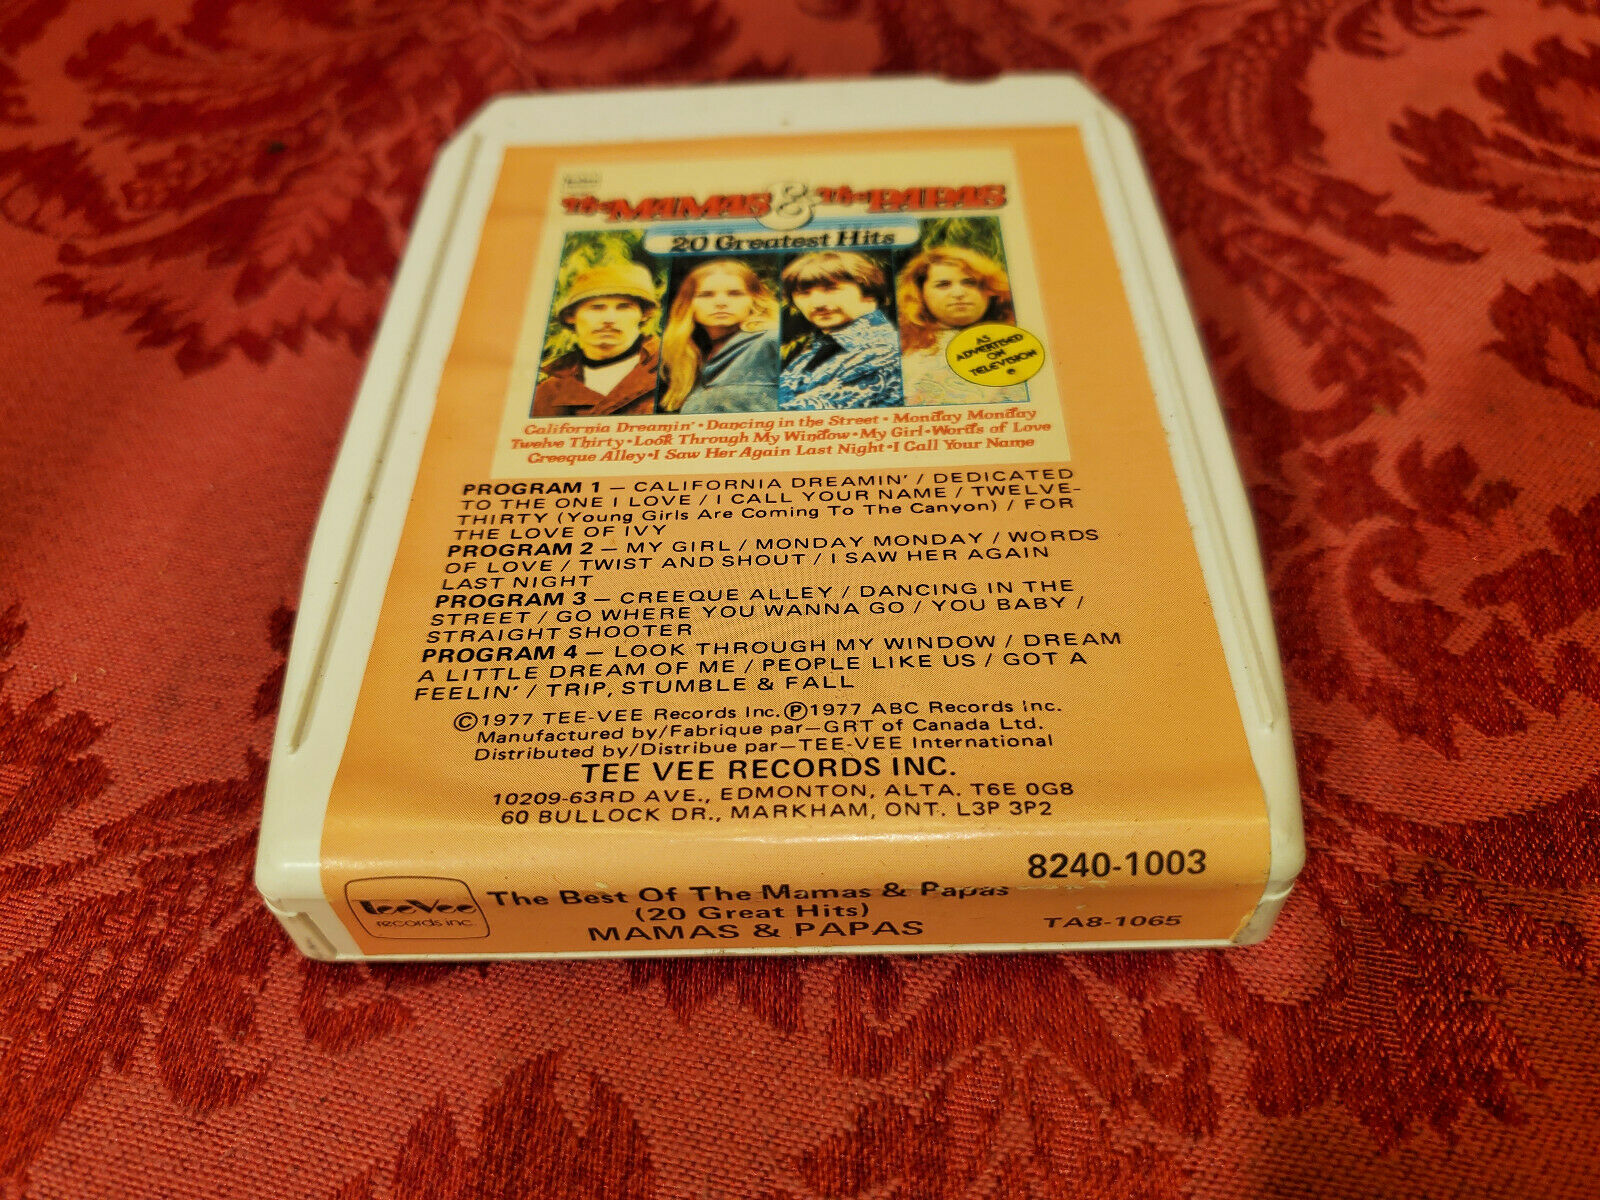 The MAMAS & The PAPAS
20 Greatest Hits
AS
ADVERTISED
ON
TELEVISION
California Dreamin' • Dancing in the Street • Monday Monday
Twelve Thirty • Look Through My Window • My Girl • Words of Love
Creeque Alley • I Saw Her Again Last Night • I Call Your Name
PROGRAM 1 — CALIFORNIA DREAMIN' / DEDICATED
TO THE ONE I LOVE / I CALL YOUR NAME / TWELVE-
THIRTY (Young Girls Are Coming To The Canyon) / FOR
THE LOVE OF IVY
PROGRAM 2 — MY GIRL / MONDAY MONDAY / WORDS
OF LOVE / TWIST AND SHOUT / I SAW HER AGAIN
LAST NIGHT
PROGRAM 3 — CREEQUE ALLEY / DANCING IN THE
STREET / GO WHERE YOU WANNA GO / YOU BABY /
STRAIGHT SHOOTER
PROGRAM 4 — LOOK THROUGH MY WINDOW / DREAM
A LITTLE DREAM OF ME / PEOPLE LIKE US / GOT A
FEELIN' / TRIP, STUMBLE & FALL
©1977 TEE-VEE Records Inc. ℗1977 ABC Records Inc.
Manufactured by/Fabrique par—GRT of Canada Ltd.
Distributed by/Distribue par—TEE-VEE International
TEE VEE RECORDS INC.
10209-63RD AVE., EDMONTON, ALTA. T6E 0G8
60 BULLOCK DR., MARKHAM, ONT. L3P 3P2
8240-1003
TeeVee
records inc.
The Best Of The Mamas & Papas
(20 Great Hits)
MAMAS & PAPAS
TA8-1065